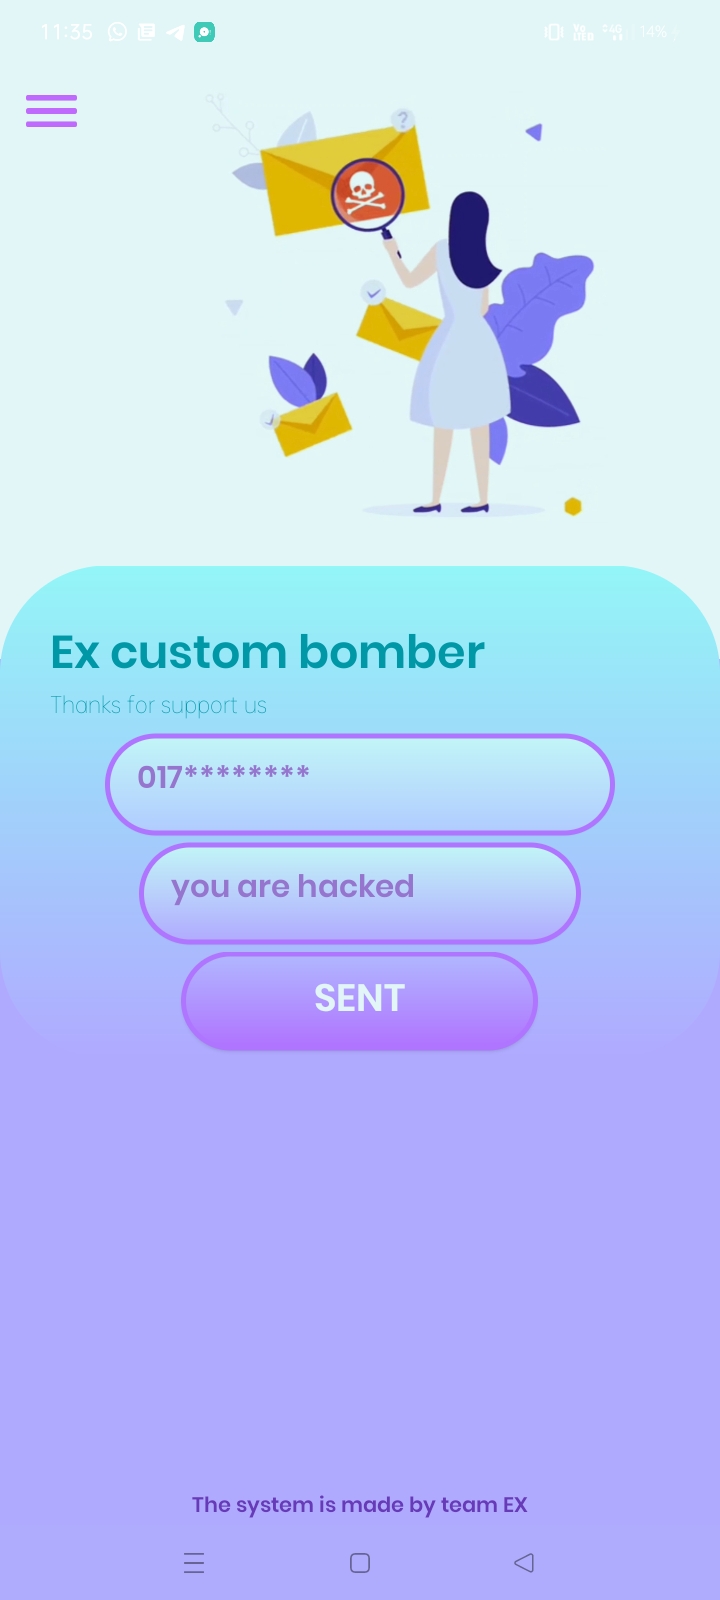 11:35
14%
?
Ex custom bomber
Thanks for support us
017********
you are hacked
SENT
The system is made by team EX